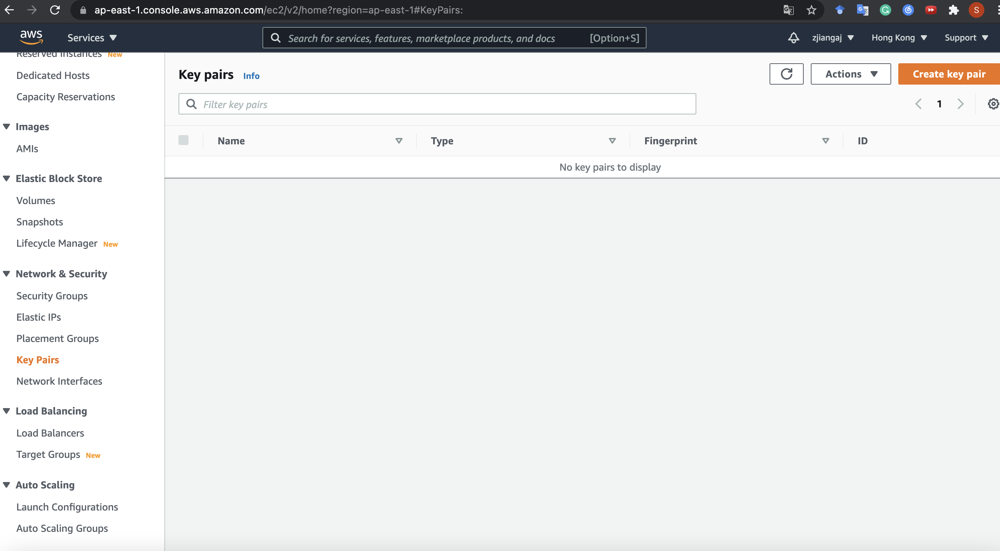 ap-east-1.console.aws.amazon.com/ec2/v2/home?region=ap-east-1#KeyPairs:
S
aws
Services
Search for services, features, marketplace products, and docs
[Option+S]
zjiangaj
Hong Kong
Support
Reserved Instances New
Dedicated Hosts
Capacity Reservations
Images
AMIs
Elastic Block Store
Volumes
Snapshots
Lifecycle Manager New
Network & Security
Security Groups
Elastic IPs
Placement Groups
Key Pairs
Network Interfaces
Load Balancing
Load Balancers
Target Groups New
Auto Scaling
Launch Configurations
Auto Scaling Groups
Key pairs Info
Actions
Create key pair
Filter key pairs
1
Name Type Fingerprint ID
No key pairs to display